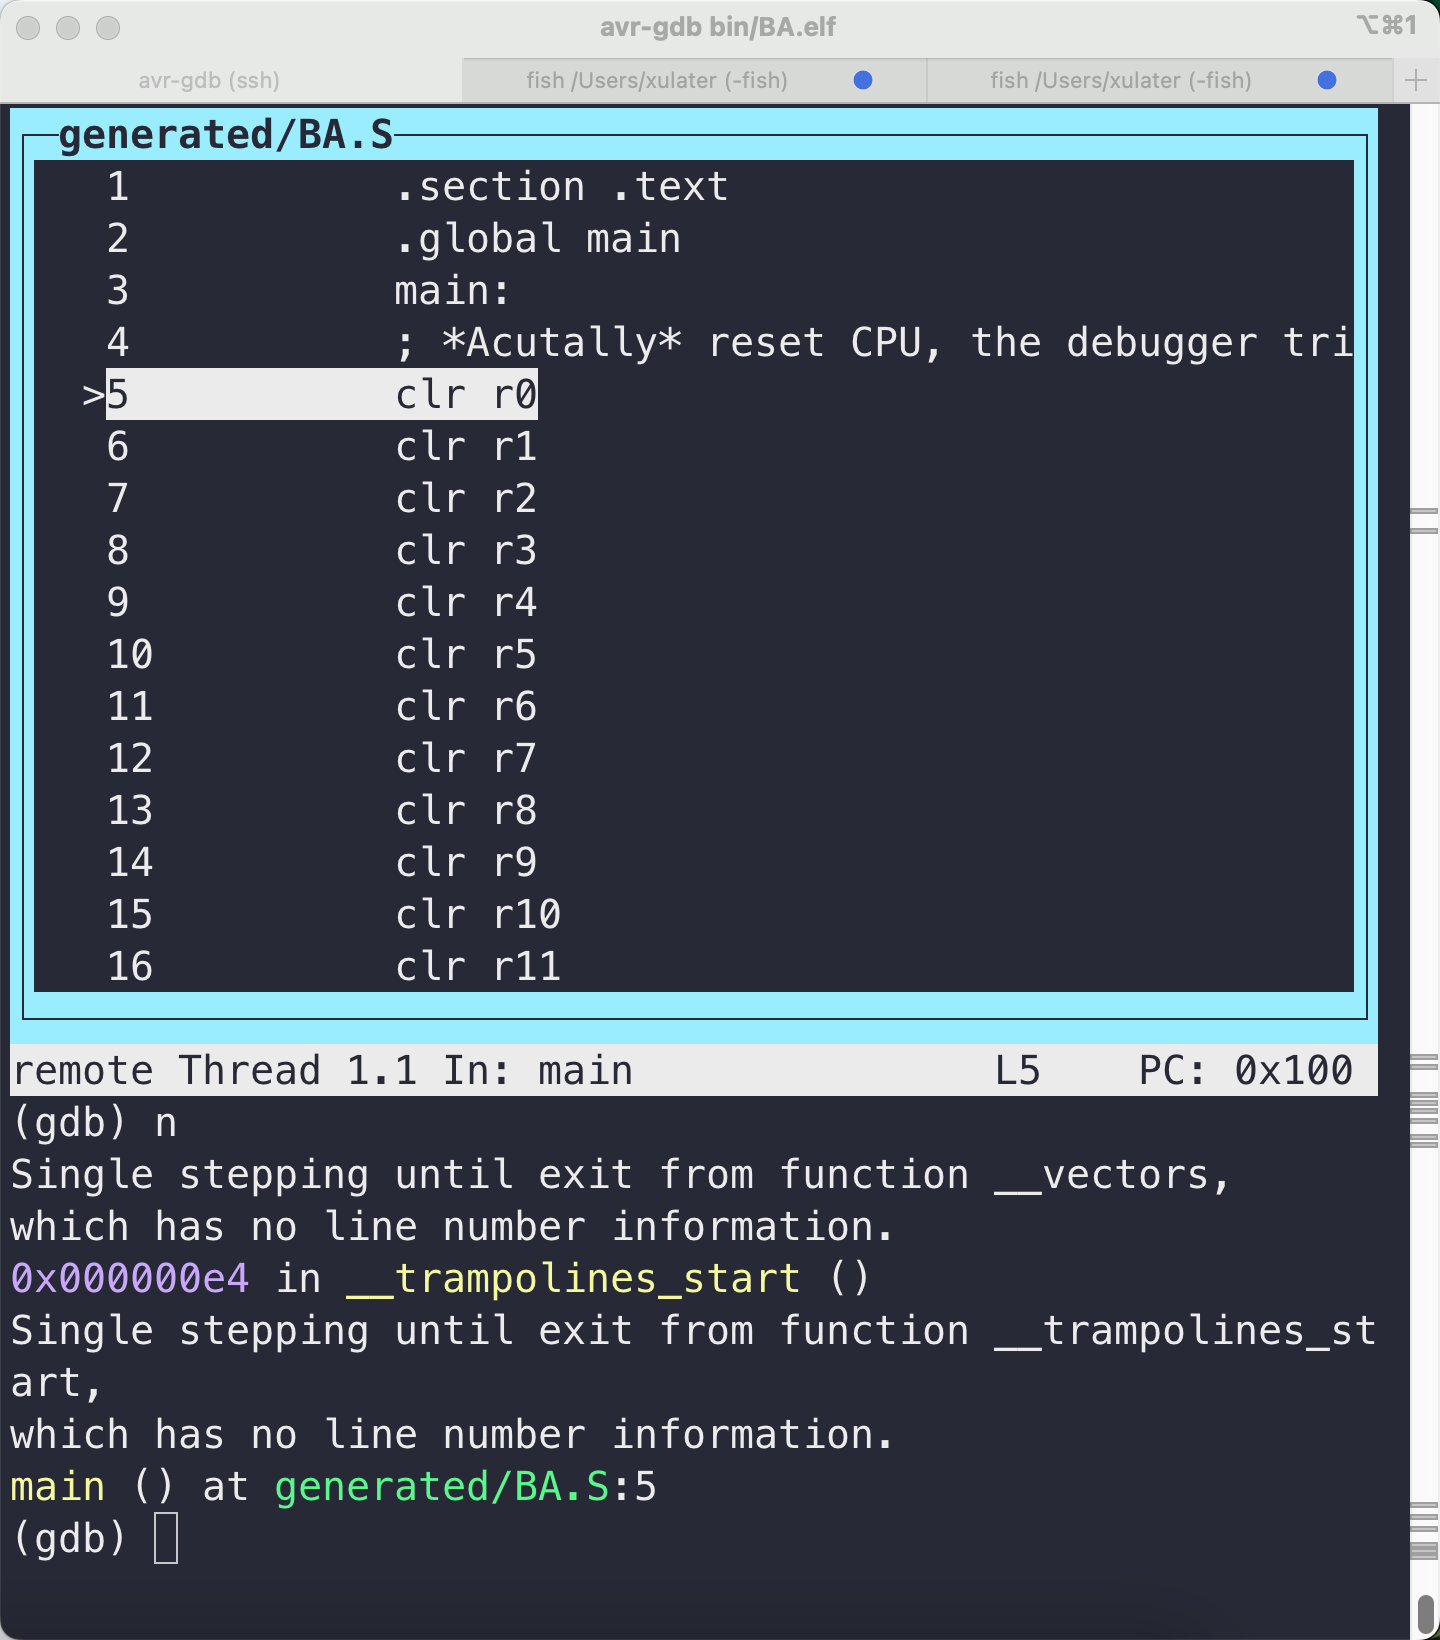 avr-gdb bin/BA.elf ⌥⌘1
avr-gdb (ssh) fish /Users/xulater (-fish) fish /Users/xulater (-fish) +
generated/BA.S
1 .section .text
2 .global main
3 main:
4 ; *Acutally* reset CPU, the debugger tri
>5 clr r0
6 clr r1
7 clr r2
8 clr r3
9 clr r4
10 clr r5
11 clr r6
12 clr r7
13 clr r8
14 clr r9
15 clr r10
16 clr r11
remote Thread 1.1 In: main L5 PC: 0x100
(gdb) n
Single stepping until exit from function __vectors,
which has no line number information.
0x000000e4 in __trampolines_start ()
Single stepping until exit from function __trampolines_st
art,
which has no line number information.
main () at generated/BA.S:5
(gdb)